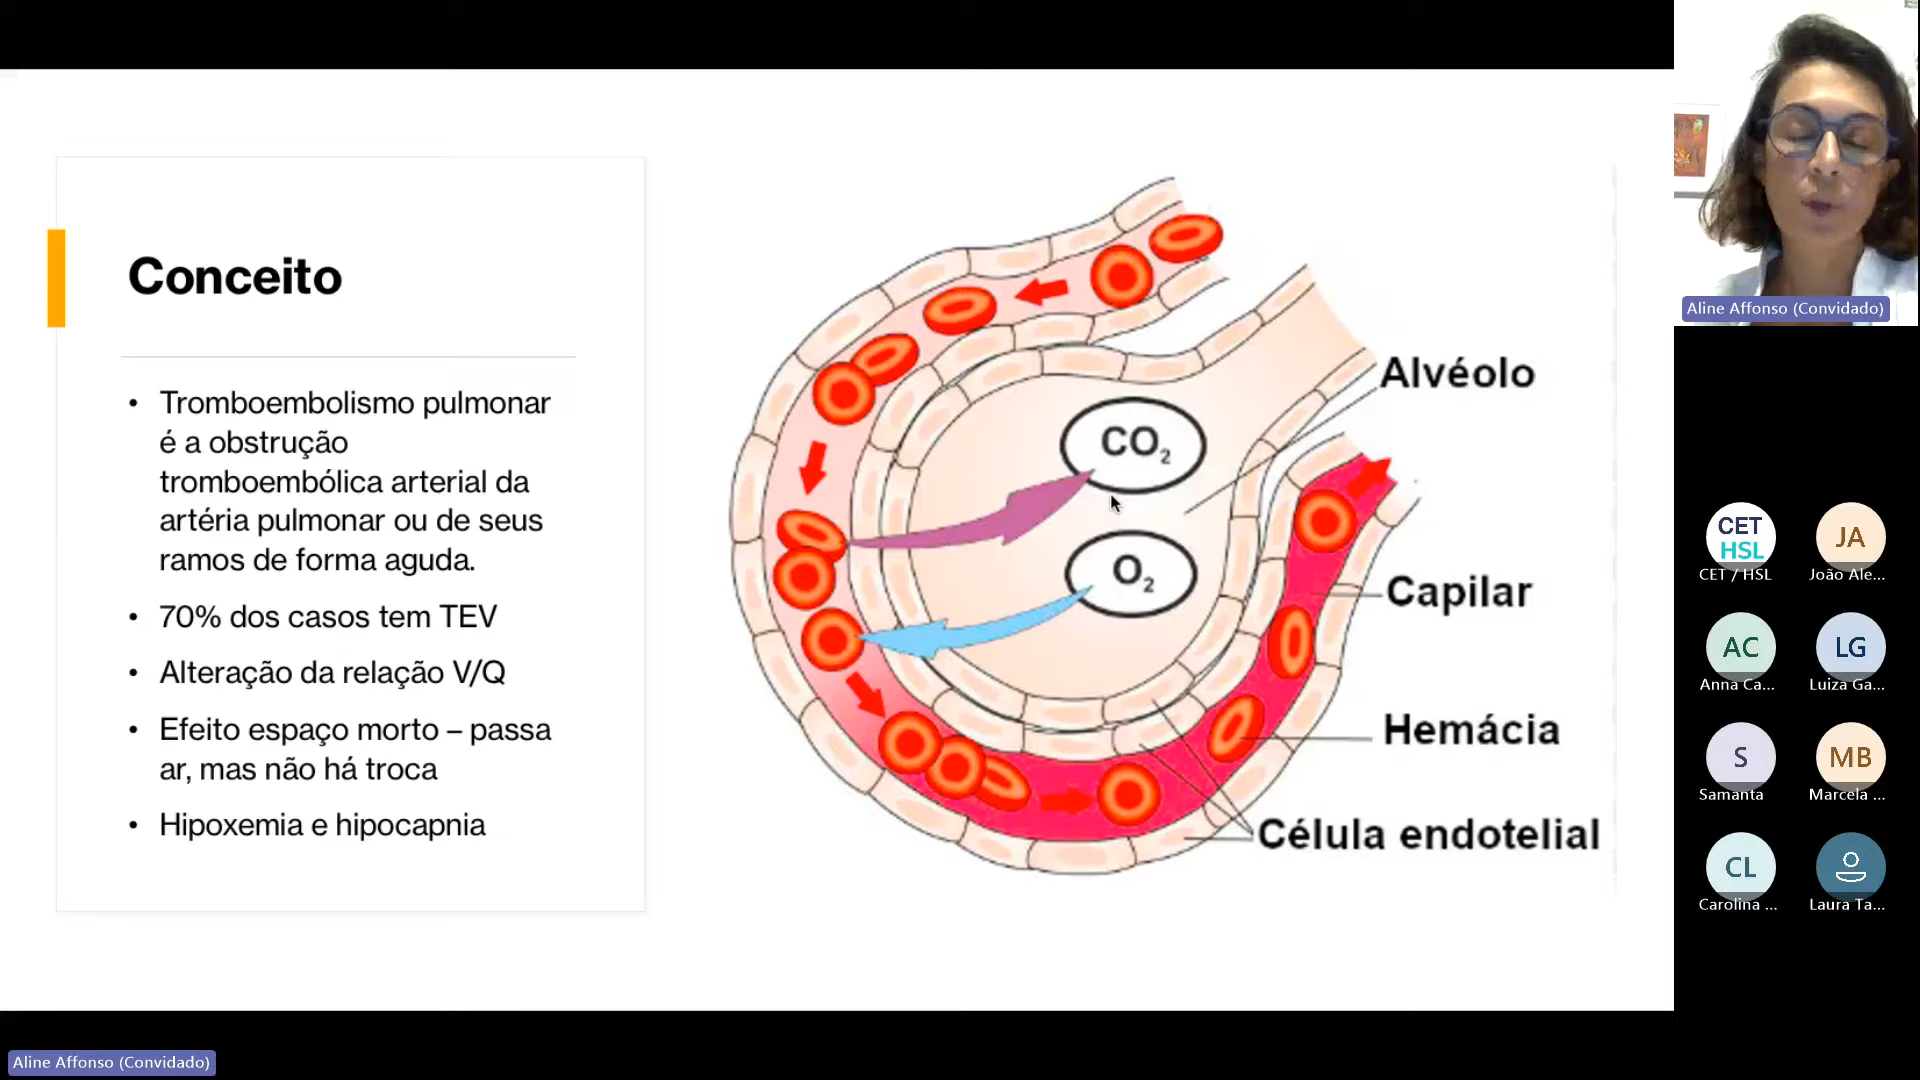 Conceito
• Tromboembolismo pulmonar
é a obstrução
tromboembólica arterial da
artéria pulmonar ou de seus
ramos de forma aguda.
• 70% dos casos tem TEV
• Alteração da relação V/Q
• Efeito espaço morto – passa
ar, mas não há troca
• Hipoxemia e hipocapnia
CO₂
O₂
Alvéolo
Capilar
Hemácia
Célula endotelial
Aline Affonso (Convidado)
CET HSL
CET / HSL
JA
João Ale...
AC
Anna Ca...
LG
Luiza Ga...
S
Samanta
MB
Marcela ...
CL
Carolina ...
Laura Ta...
Aline Affonso (Convidado)